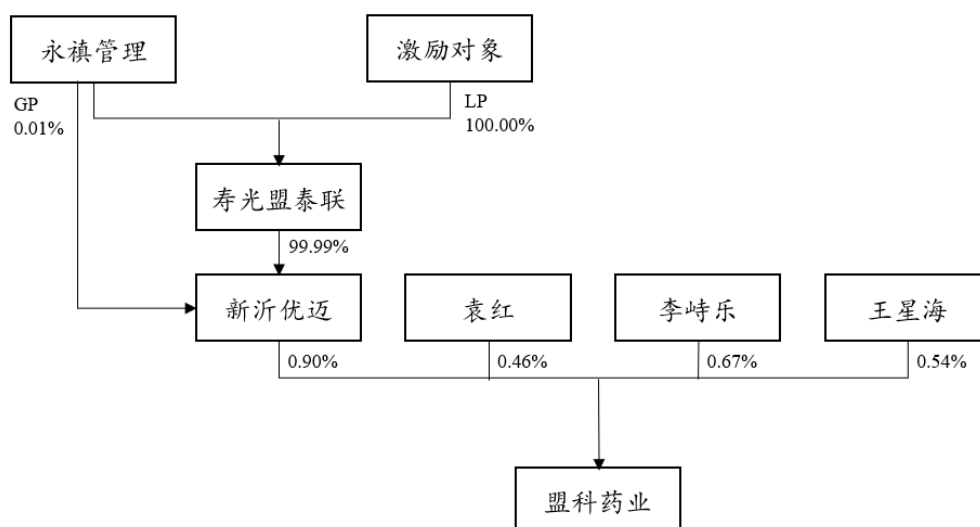 永禛管理
激励对象
GP
0.01%
LP
100.00%
寿光盟泰联
99.99%
新沂优迈
袁红
李峙乐
王星海
0.90%
0.46%
0.67%
0.54%
盟科药业